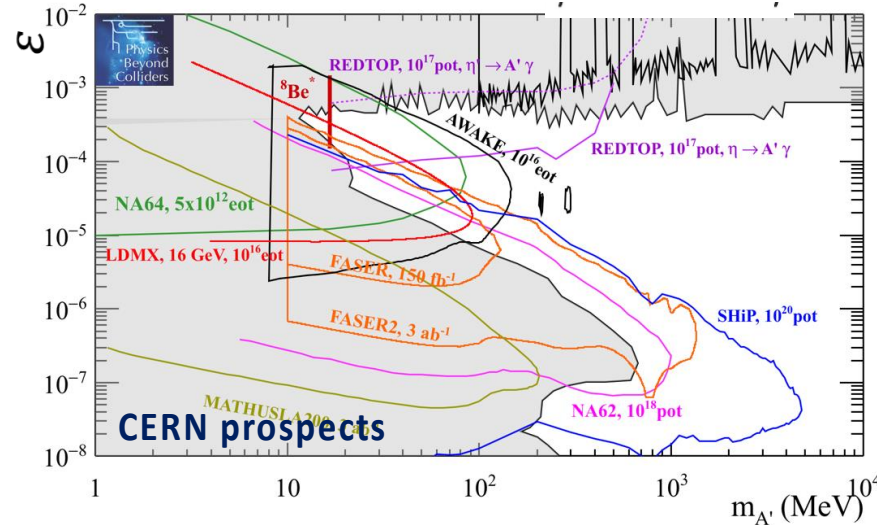 ε
10⁻²
10⁻³
10⁻⁴
10⁻⁵
10⁻⁶
10⁻⁷
10⁻⁸
Physics
Beyond
Colliders
⁸Be*
REDTOP, 10¹⁷pot, η'→A' γ
AWAKE, 10¹⁶eot
REDTOP, 10¹⁷pot, η→A' γ
NA64, 5x10¹²eot
LDMX, 16 GeV, 10¹⁶eot
FASER, 150 fb⁻¹
FASER2, 3 ab⁻¹
SHiP, 10²⁰pot
NA62, 10¹⁸pot
MATHUSLA200,
CERN prospects
1
10
10²
10³
10⁴
m_A' (MeV)